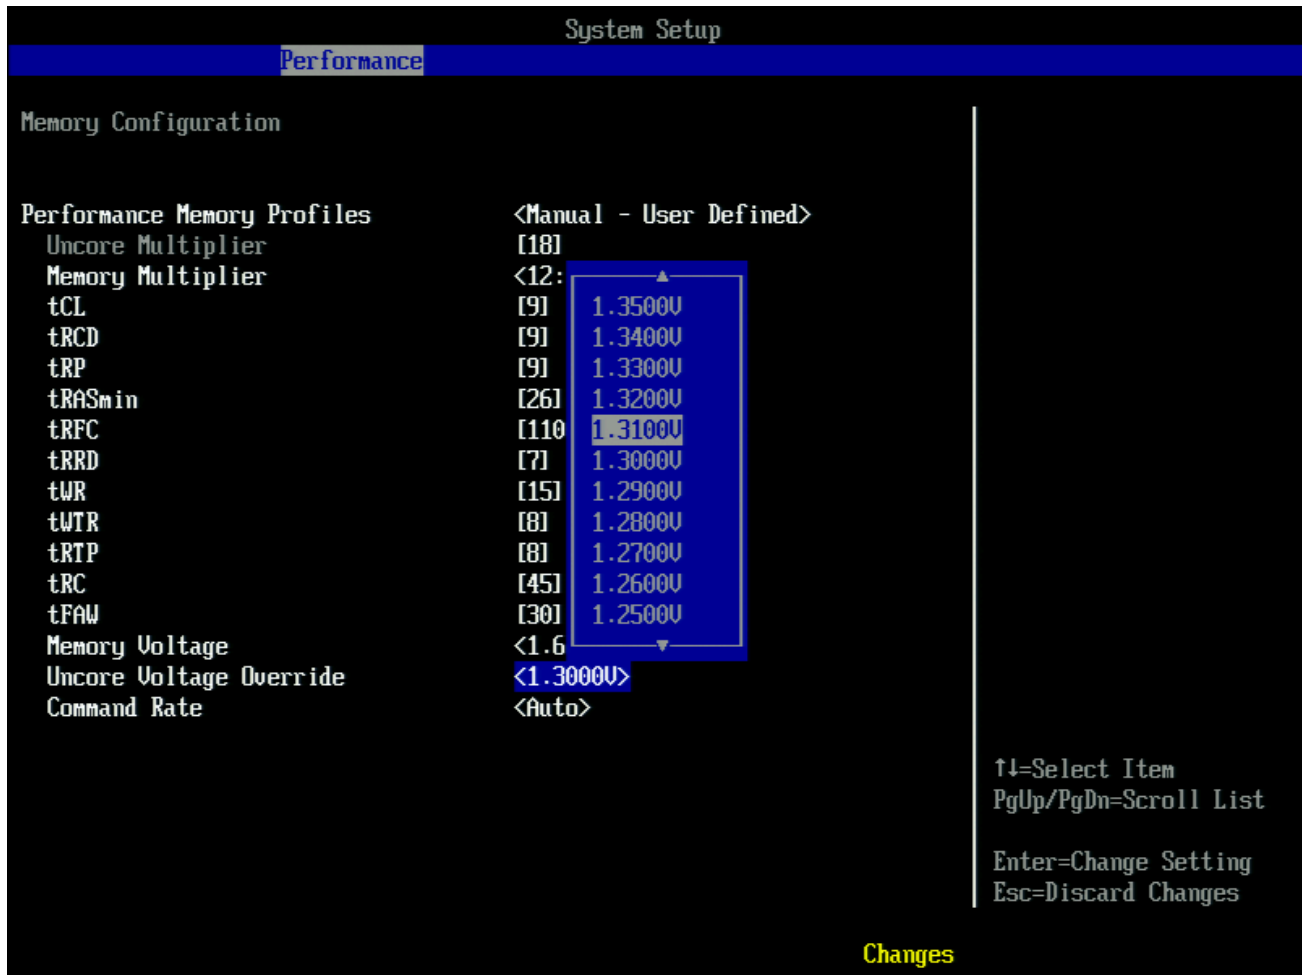 System Setup
Performance
Memory Configuration
Performance Memory Profiles <Manual - User Defined>
Uncore Multiplier [18]
Memory Multiplier <12:
tCL [9] 1.3500V
tRCD [9] 1.3400V
tRP [9] 1.3300V
tRASmin [26] 1.3200V
tRFC [110 1.3100V
tRRD [7] 1.3000V
tWR [15] 1.2900V
tWTR [8] 1.2800V
tRTP [8] 1.2700V
tRC [45] 1.2600V
tFAW [30] 1.2500V
Memory Voltage <1.6
Uncore Voltage Override <1.3000V>
Command Rate <Auto>
↑↓=Select Item
PgUp/PgDn=Scroll List
Enter=Change Setting
Esc=Discard Changes
Changes